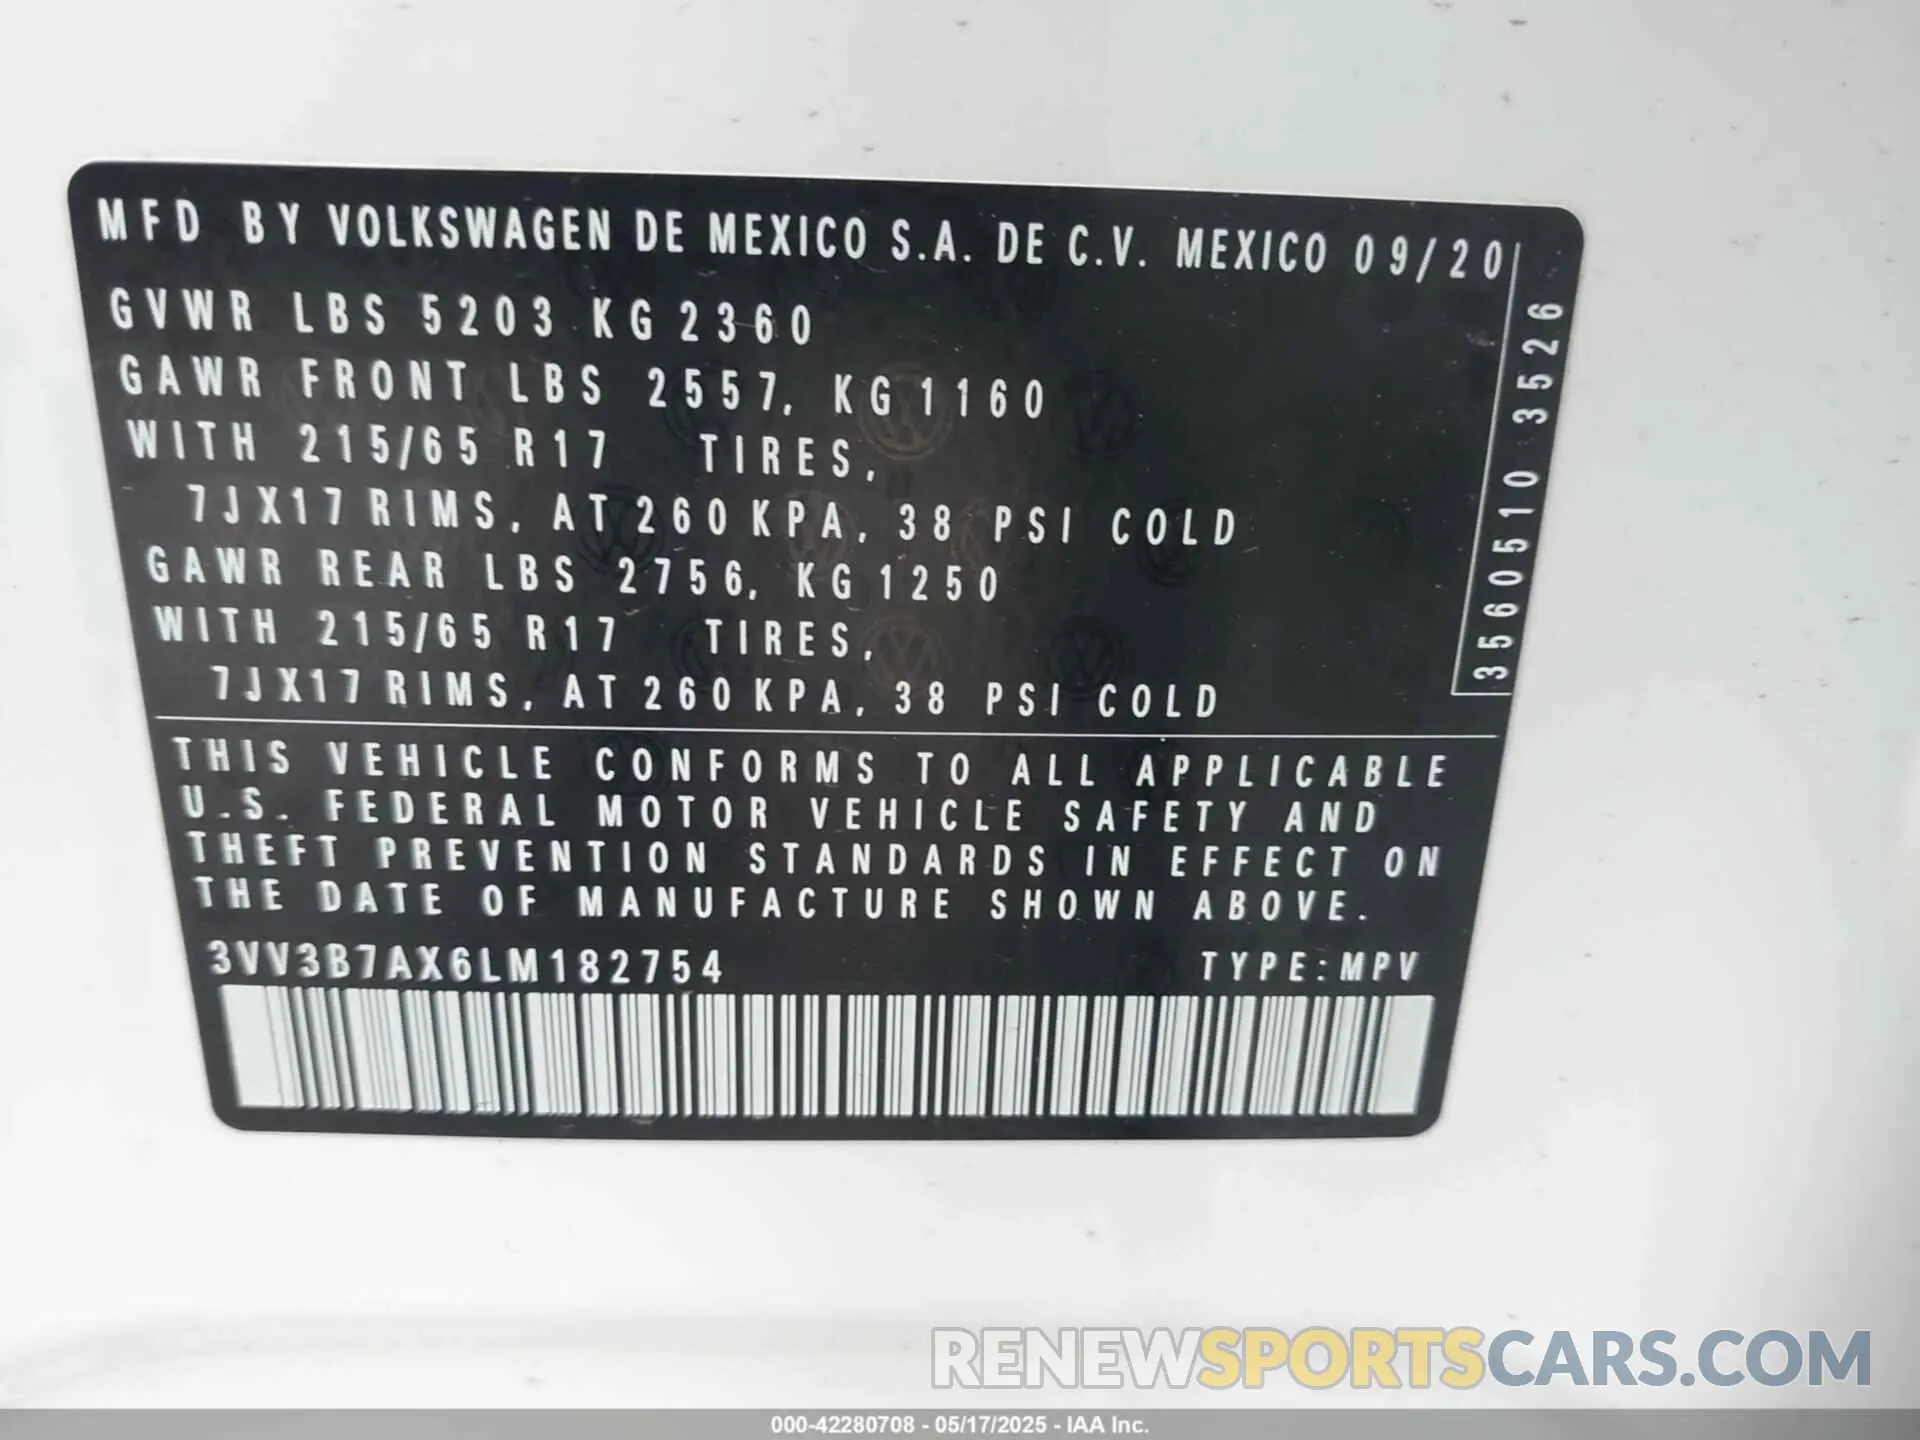 MFD BY VOLKSWAGEN DE MEXICO S.A. DE C.V. MEXICO 09/20
GVWR LBS 5203 KG 2360
GAWR FRONT LBS 2557, KG 1160
WITH 215/65 R17 TIRES,
7JX17 RIMS, AT 260 KPA, 38 PSI COLD
GAWR REAR LBS 2756, KG 1250
WITH 215/65 R17 TIRES,
7JX17 RIMS, AT 260 KPA, 38 PSI COLD
3560510 3526
THIS VEHICLE CONFORMS TO ALL APPLICABLE
U.S. FEDERAL MOTOR VEHICLE SAFETY AND
THEFT PREVENTION STANDARDS IN EFFECT ON
THE DATE OF MANUFACTURE SHOWN ABOVE.
3VV3B7AX6LM182754 TYPE: MPV
RENEWSPORTSCARS.COM
000-42280708 - 05/17/2025 - IAA Inc.